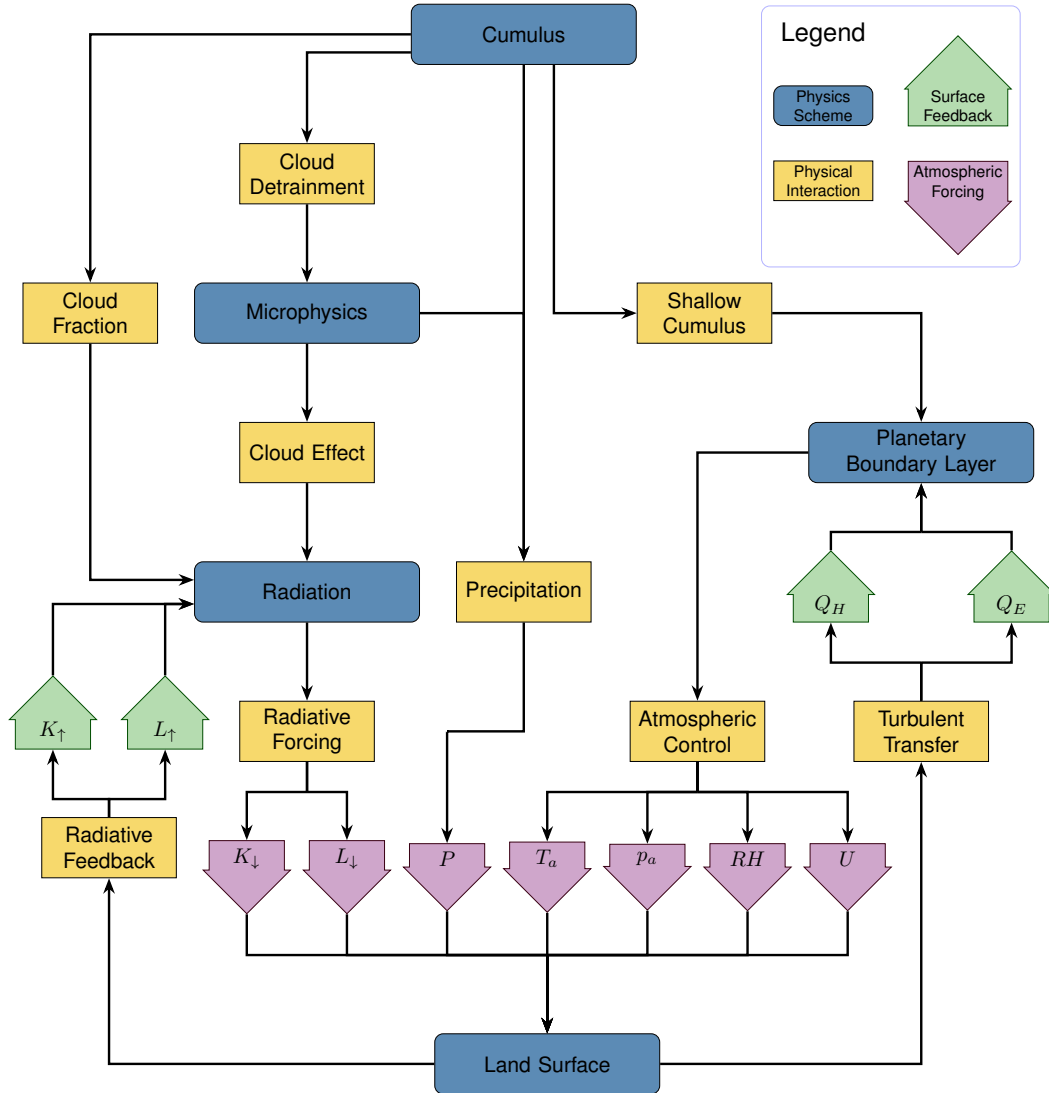 Cumulus
Legend
Physics
Scheme
Surface
Feedback
Physical
Interaction
Atmospheric
Forcing
Cloud
Detrainment
Cloud
Fraction
Microphysics
Shallow
Cumulus
Cloud Effect
Planetary
Boundary Layer
Radiation
Precipitation
Q_H
Q_E
K_↑
L_↑
Radiative
Forcing
Atmospheric
Control
Turbulent
Transfer
Radiative
Feedback
K_↓
L_↓
P
T_a
p_a
RH
U
Land Surface